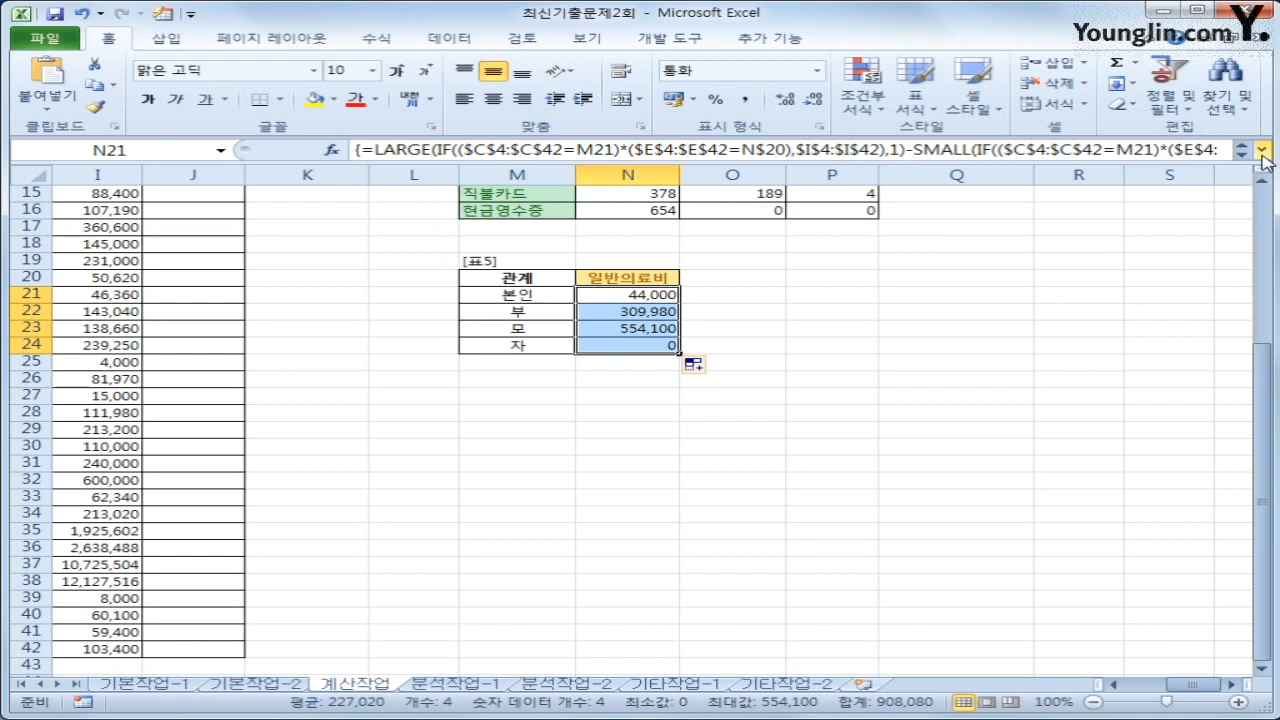 최신기출문제2회 - Microsoft Excel
Younglin.com Y.
파일 홈 삽입 페이지 레이아웃 수식 데이터 검토 보기 개발 도구 추가 기능
붙여넣기
클립보드
맑은 고딕 10
가 가 가
글꼴
맞춤
통화
% ,
표시 형식
조건부 서식 표 서식 셀 스타일
스타일
삽입
삭제
서식
셀
Σ
정렬 및 필터 찾기 및 선택
편집
N21 fx {=LARGE(IF(($C$4:$C$42=M21)*($E$4:$E$42=N$20),$I$4:$I$42),1)-SMALL(IF(($C$4:$C$42=M21)*($E$4:
I J K L M N O P Q R S
15 88,400 직불카드 378 189 4
16 107,190 현금영수증 654 0 0
17 360,600
18 145,000
19 231,000 [표5]
20 50,620 관계 일반의료비
21 46,360 본인 44,000
22 143,040 부 309,980
23 138,660 모 554,100
24 239,250 자 0
25 4,000
26 81,970
27 15,000
28 111,980
29 213,200
30 110,000
31 240,000
32 600,000
33 62,340
34 213,020
35 1,925,602
36 2,638,488
37 10,725,504
38 12,127,516
39 8,000
40 60,100
41 59,400
42 103,400
43
기본작업-1 기본작업-2 계산작업 분석작업-1 분석작업-2 기타작업-1 기타작업-2
준비 평균: 227,020 개수: 4 숫자 데이터 개수: 4 최소값: 0 최대값: 554,100 합계: 908,080 100%